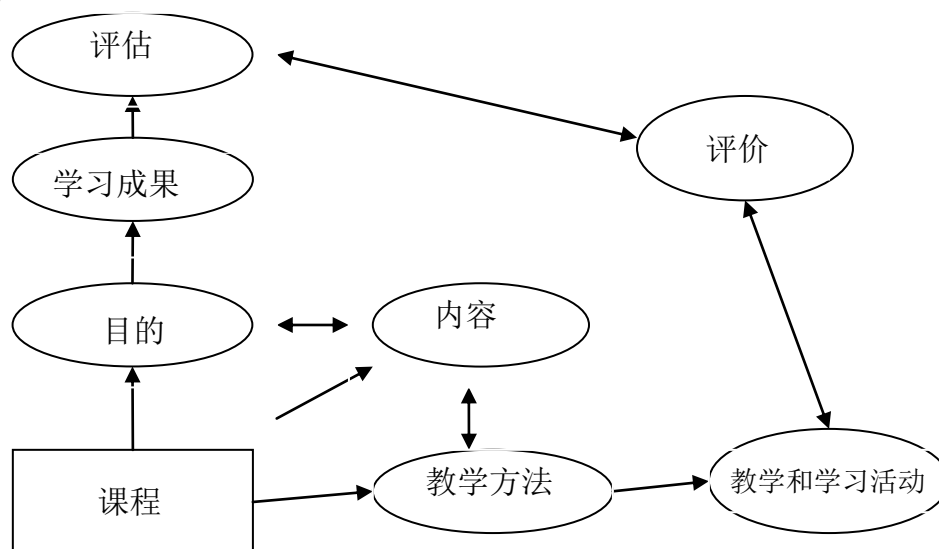 评估
评价
学习成果
目的
内容
课程
教学方法
教学和学习活动